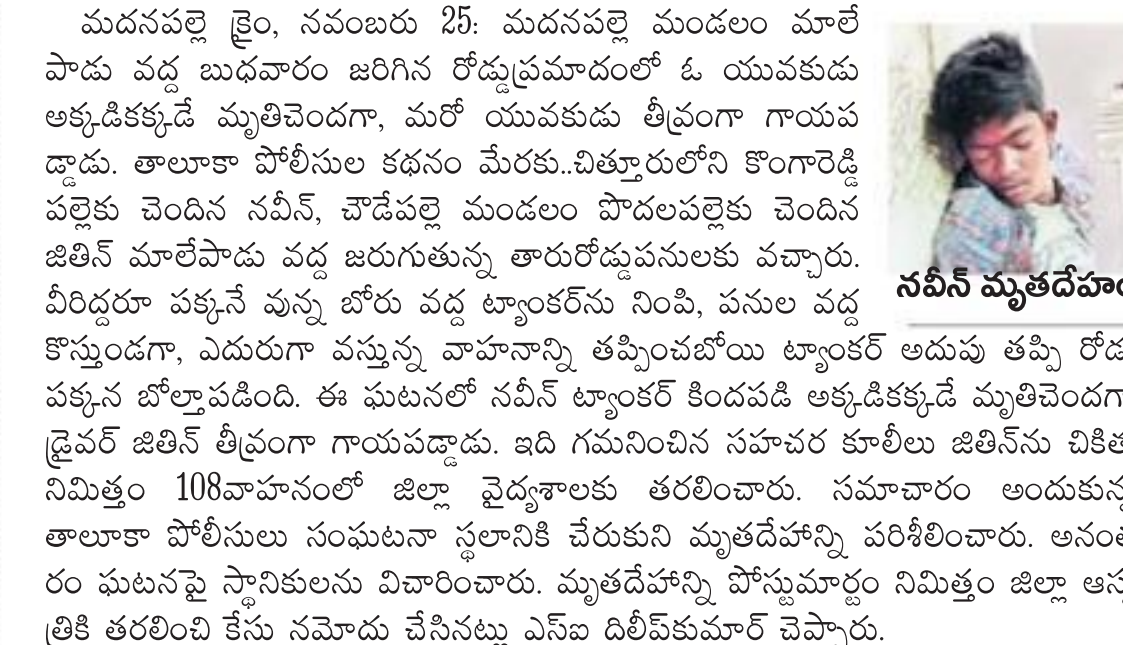 మదనపల్లె క్రైం, నవంబరు 25: మదనపల్లె మండలం మాలే
పాడు వద్ద బుధవారం జరిగిన రోడ్డుప్రమాదంలో ఓ యువకుడు
అక్కడికక్కడే మృతిచెందగా, మరో యువకుడు తీవ్రంగా గాయప
డ్డాడు. తాలూకా పోలీసుల కథనం మేరకు..చిత్తూరులోని కొంగారెడ్డి
పల్లెకు చెందిన నవీన్, చౌడేపల్లె మండలం పొదలపల్లెకు చెందిన
జితిన్ మాలేపాడు వద్ద జరుగుతున్న తారురోడ్డుపనులకు వచ్చారు.
వీరిద్దరూ పక్కనే వున్న బోరు వద్ద ట్యాంకర్‌ను నింపి, పనుల వద్ద
నవీన్ మృతదేహం
కొస్తుండగా, ఎదురుగా వస్తున్న వాహనాన్ని తప్పించబోయి ట్యాంకర్ అదుపు తప్పి రోడ
పక్కన బోల్తాపడింది. ఈ ఘటనలో నవీన్ ట్యాంకర్ కిందపడి అక్కడికక్కడే మృతిచెందగా
డ్రైవర్ జితిన్ తీవ్రంగా గాయపడ్డాడు. ఇది గమనించిన సహచర కూలీలు జితిన్‌ను చికిత
నిమిత్తం 108వాహనంలో జిల్లా వైద్యశాలకు తరలించారు. సమాచారం అందుకున్న
తాలూకా పోలీసులు సంఘటనా స్థలానికి చేరుకుని మృతదేహాన్ని పరిశీలించారు. అనంత
రం ఘటనపై స్థానికులను విచారించారు. మృతదేహాన్ని పోస్టుమార్టం నిమిత్తం జిల్లా ఆస్ప
త్రికి తరలించి కేసు నమోదు చేసినట్లు ఎస్ఐ దిలీప్‌కుమార్ చెప్పారు.